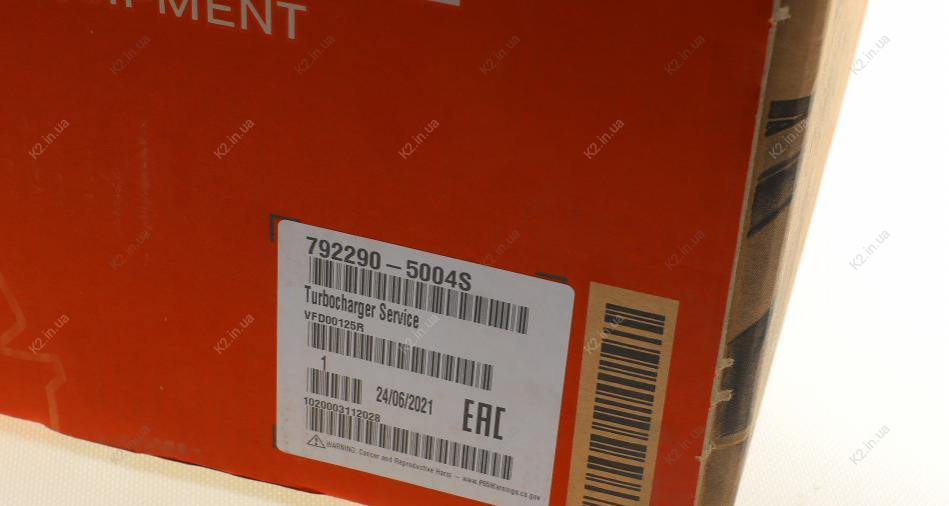 IPMENT
792290-5004S
Turbocharger Service
VFD00125R
1
24/06/2021
EAC
1020003112028
WARNING: Cancer and Reproductive Harm - www.P65Warnings.ca.gov
K2.in.ua